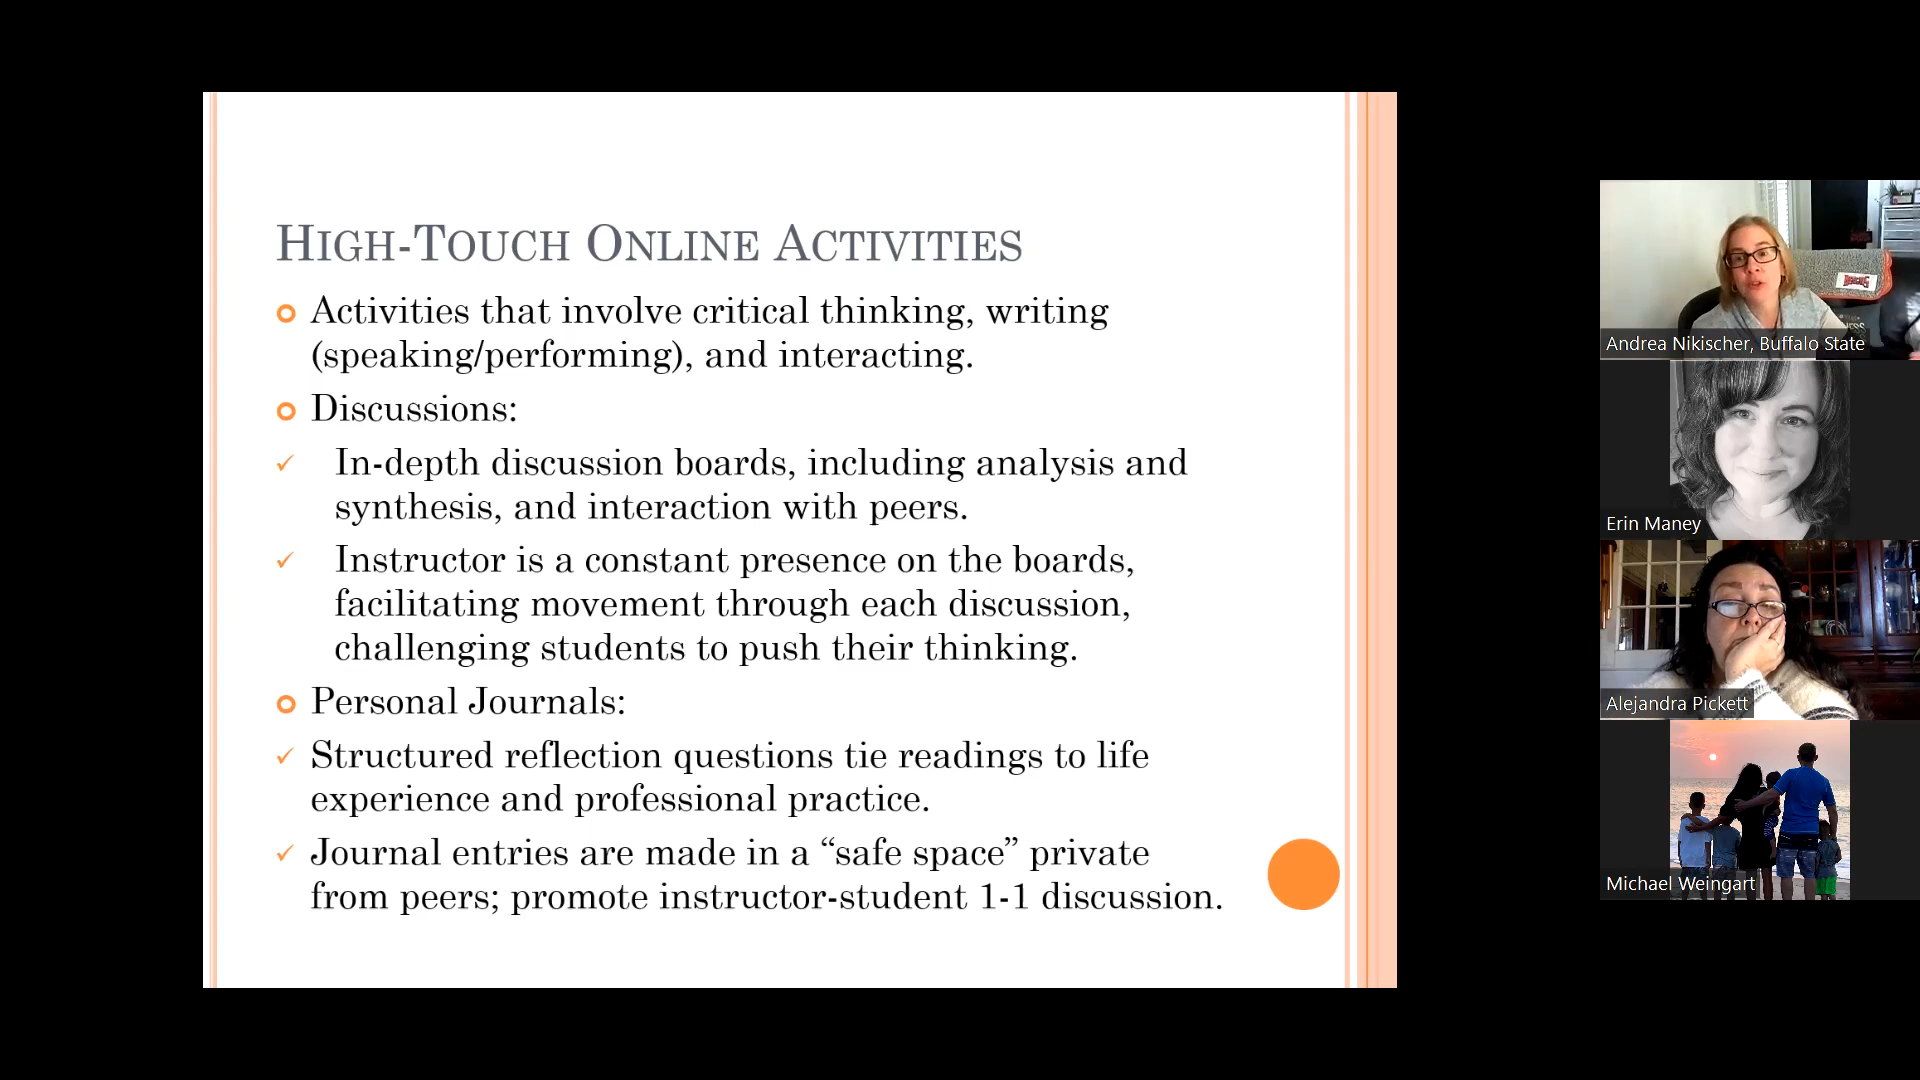 HIGH-TOUCH ONLINE ACTIVITIES
Activities that involve critical thinking, writing
(speaking/performing), and interacting.
Discussions:
In-depth discussion boards, including analysis and
synthesis, and interaction with peers.
Instructor is a constant presence on the boards,
facilitating movement through each discussion,
challenging students to push their thinking.
Personal Journals:
Structured reflection questions tie readings to life
experience and professional practice.
Journal entries are made in a “safe space” private
from peers; promote instructor-student 1-1 discussion.
Andrea Nikischer, Buffalo State
Erin Maney
Alejandra Pickett
Michael Weingart